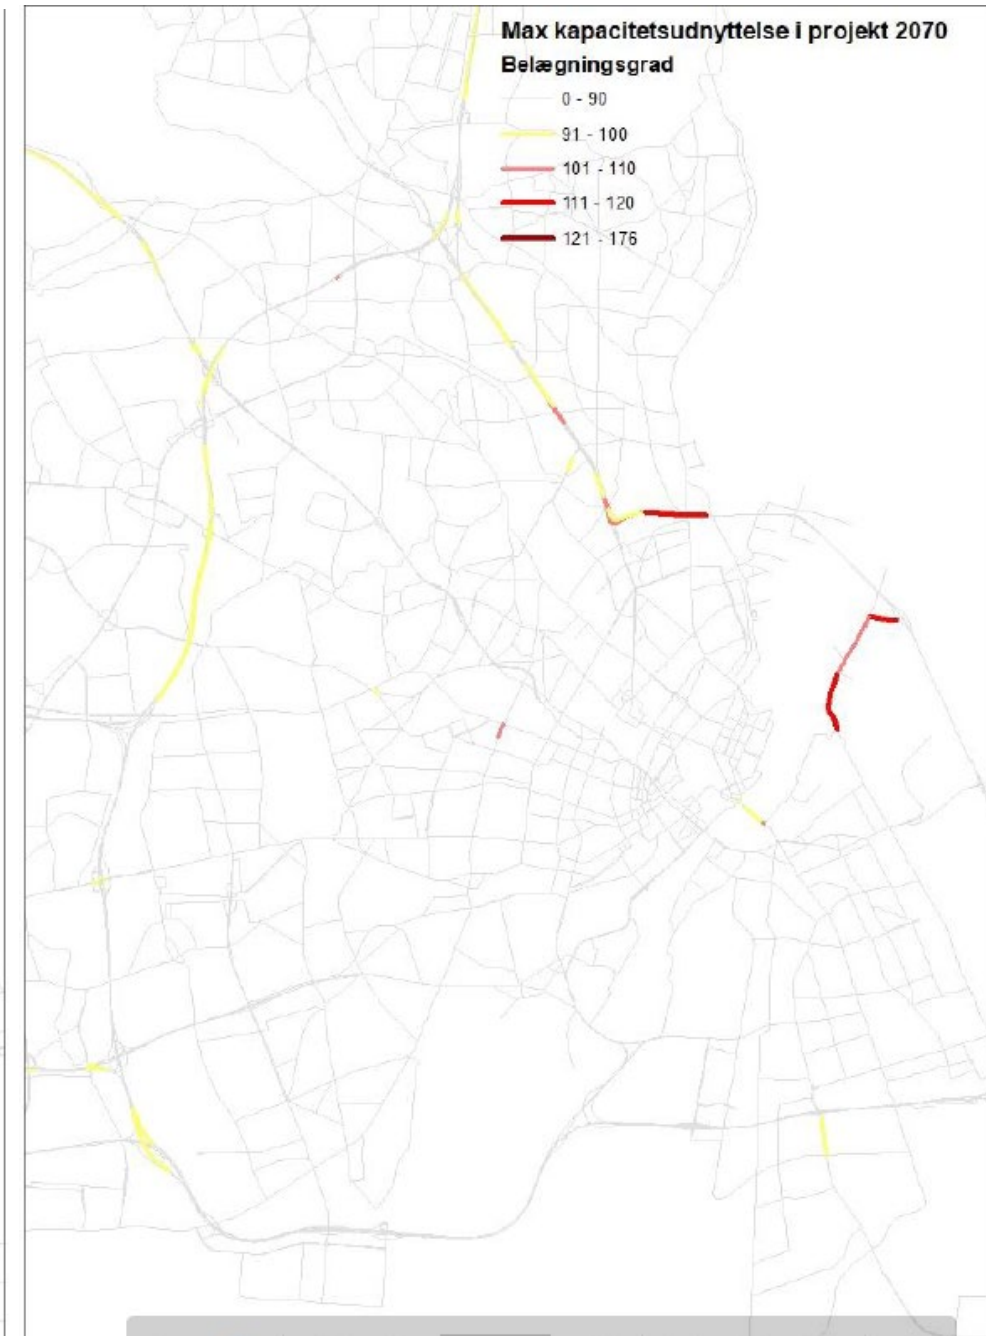 Max kapacitetsudnyttelse i projekt 2070
Belægningsgrad
0 - 90
91 - 100
101 - 110
111 - 120
121 - 176